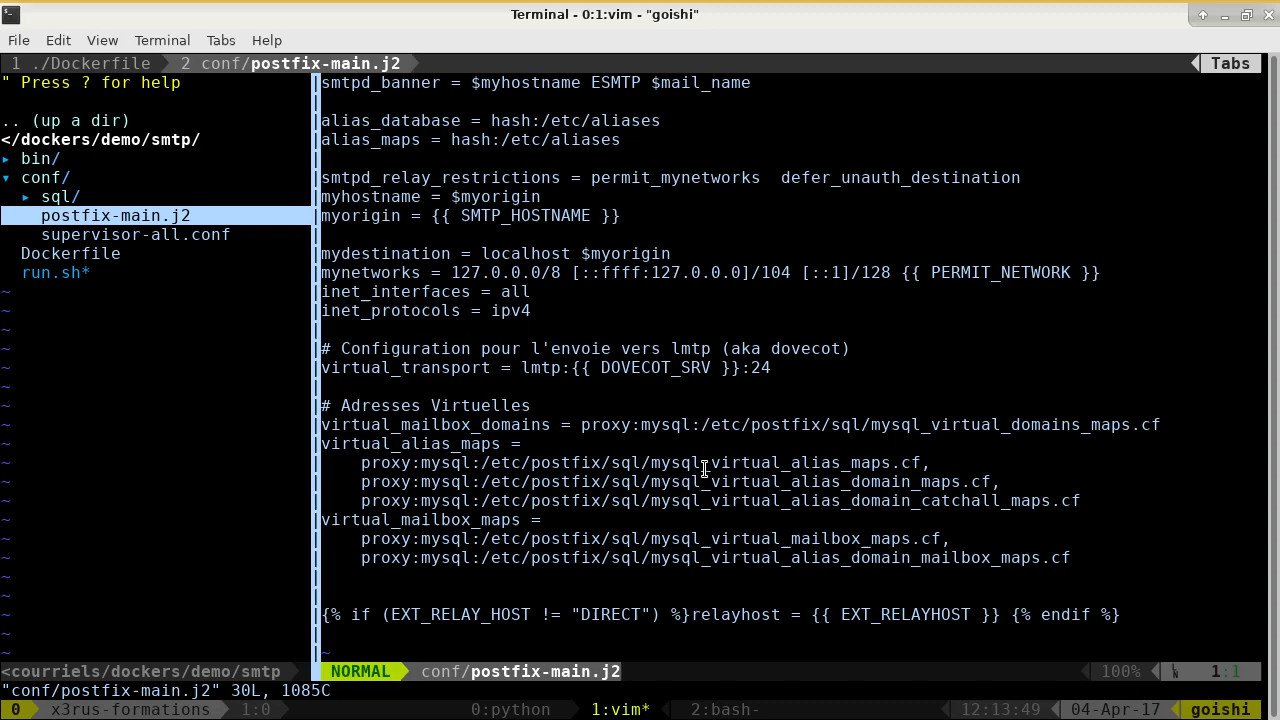 Terminal - 0:1:vim - "goishi"
File Edit View Terminal Tabs Help
1 ./Dockerfile 2 conf/postfix-main.j2 Tabs
" Press ? for help
.. (up a dir)
</dockers/demo/smtp/
▸ bin/
▾ conf/
▸ sql/
postfix-main.j2
supervisor-all.conf
Dockerfile
run.sh*
smtpd_banner = $myhostname ESMTP $mail_name
alias_database = hash:/etc/aliases
alias_maps = hash:/etc/aliases
smtpd_relay_restrictions = permit_mynetworks  defer_unauth_destination
myhostname = $myorigin
myorigin = {{ SMTP_HOSTNAME }}
mydestination = localhost $myorigin
mynetworks = 127.0.0.0/8 [::ffff:127.0.0.0]/104 [::1]/128 {{ PERMIT_NETWORK }}
inet_interfaces = all
inet_protocols = ipv4
# Configuration pour l'envoie vers lmtp (aka dovecot)
virtual_transport = lmtp:{{ DOVECOT_SRV }}:24
# Adresses Virtuelles
virtual_mailbox_domains = proxy:mysql:/etc/postfix/sql/mysql_virtual_domains_maps.cf
virtual_alias_maps =
proxy:mysql:/etc/postfix/sql/mysql_virtual_alias_maps.cf,
proxy:mysql:/etc/postfix/sql/mysql_virtual_alias_domain_maps.cf,
proxy:mysql:/etc/postfix/sql/mysql_virtual_alias_domain_catchall_maps.cf
virtual_mailbox_maps =
proxy:mysql:/etc/postfix/sql/mysql_virtual_mailbox_maps.cf,
proxy:mysql:/etc/postfix/sql/mysql_virtual_alias_domain_mailbox_maps.cf
{% if (EXT_RELAY_HOST != "DIRECT") %}relayhost = {{ EXT_RELAYHOST }} {% endif %}
<courriels/dockers/demo/smtp NORMAL conf/postfix-main.j2 100% 1:1
"conf/postfix-main.j2" 30L, 1085C
0 x3rus-formations 1:0 0:python 1:vim* 2:bash- 12:13:49 04-Apr-17 goishi